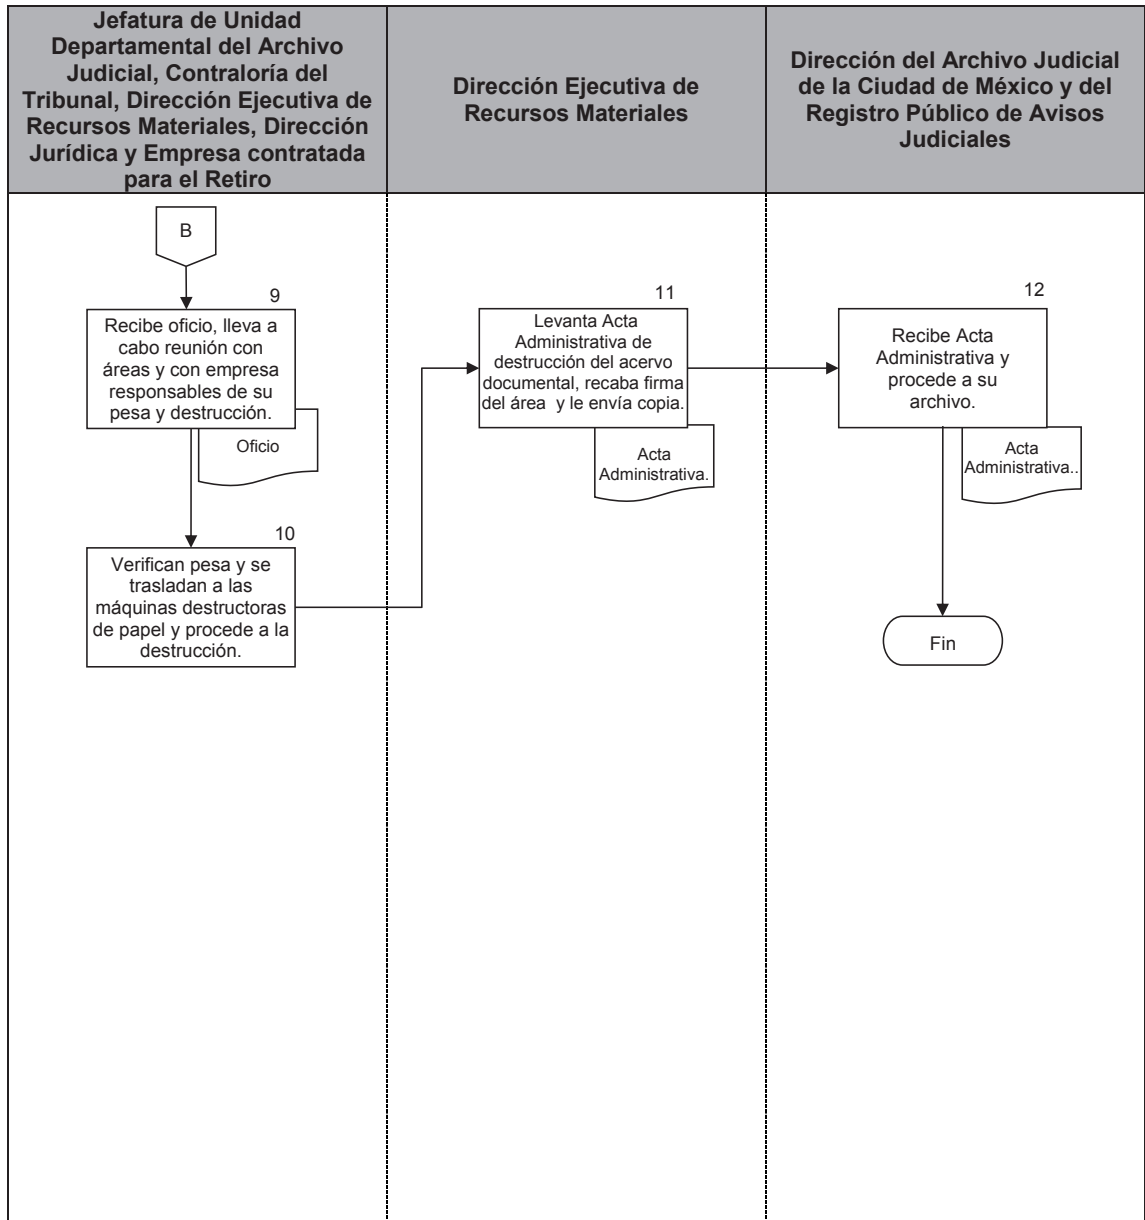 Jefatura de Unidad
Departamental del Archivo
Judicial, Contraloría del
Tribunal, Dirección Ejecutiva de
Recursos Materiales, Dirección
Jurídica y Empresa contratada
para el Retiro
Dirección Ejecutiva de
Recursos Materiales
Dirección del Archivo Judicial
de la Ciudad de México y del
Registro Público de Avisos
Judiciales
B
9
Recibe oficio, lleva a
cabo reunión con
áreas y con empresa
responsables de su
pesa y destrucción.
Oficio
10
Verifican pesa y se
trasladan a las
máquinas destructoras
de papel y procede a la
destrucción.
11
Levanta Acta
Administrativa de
destrucción del acervo
documental, recaba firma
del área y le envía copia.
Acta
Administrativa.
12
Recibe Acta
Administrativa y
procede a su
archivo.
Acta
Administrativa..
Fin